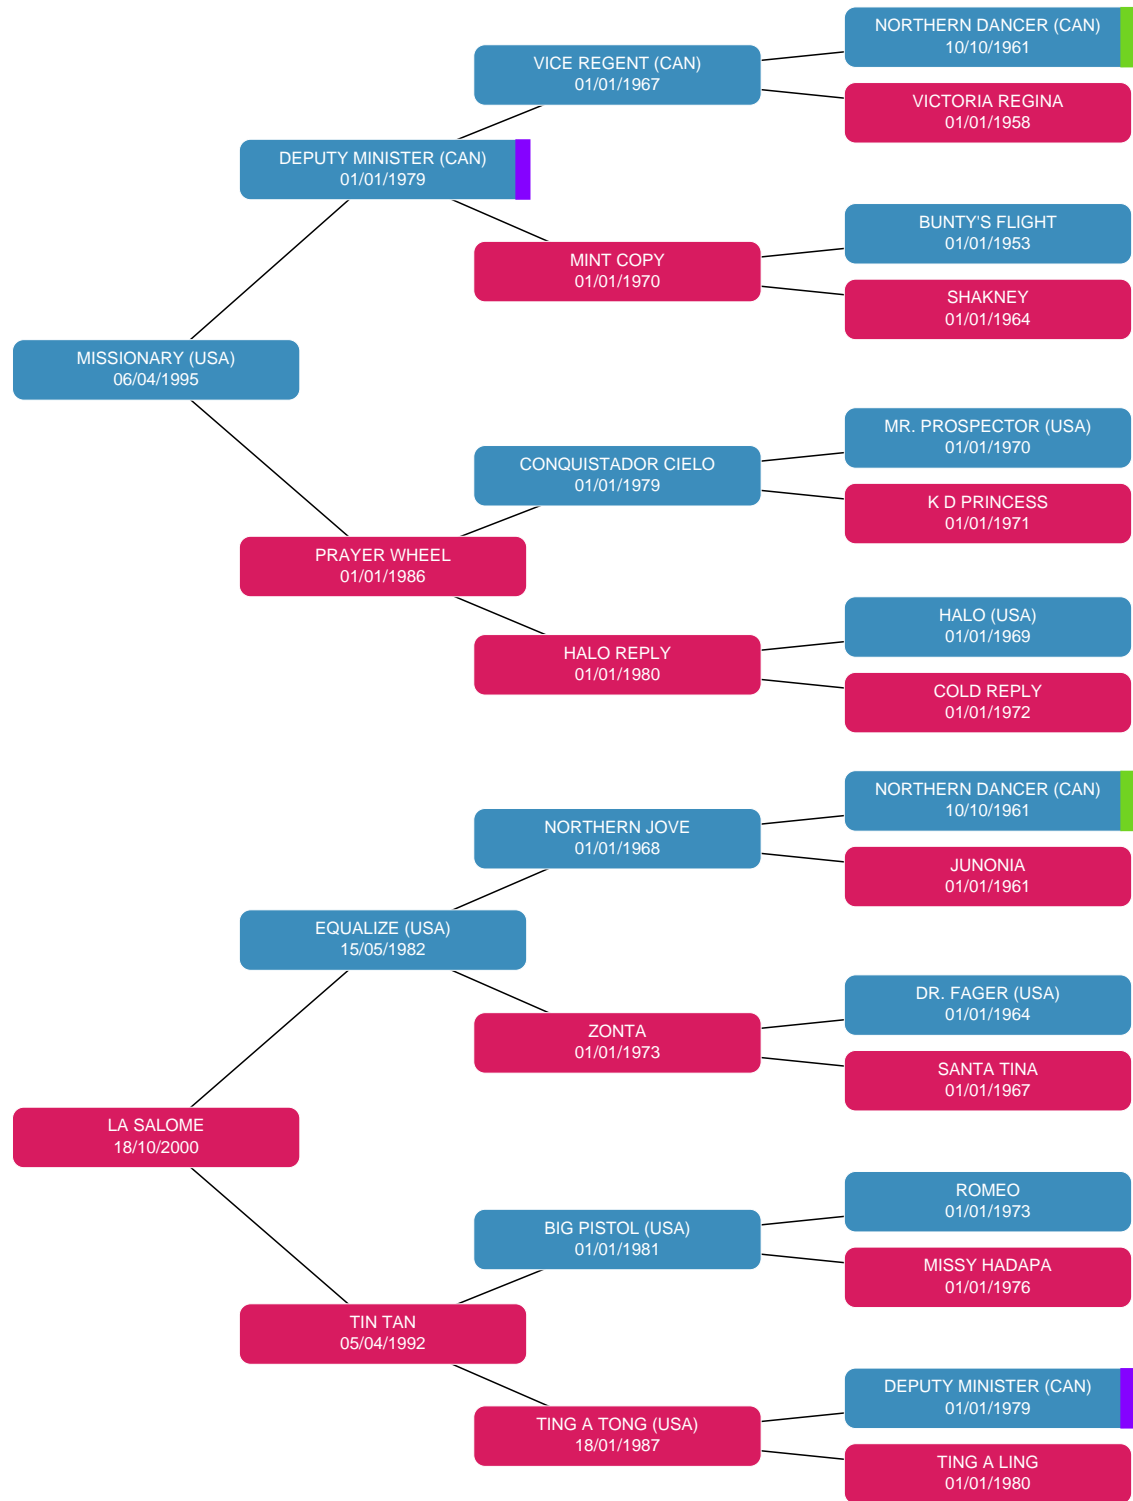 NORTHERN DANCER (CAN)
10/10/1961
VICE REGENT (CAN)
01/01/1967
VICTORIA REGINA
01/01/1958
DEPUTY MINISTER (CAN)
01/01/1979
BUNTY'S FLIGHT
01/01/1953
MINT COPY
01/01/1970
SHAKNEY
01/01/1964
MISSIONARY (USA)
06/04/1995
MR. PROSPECTOR (USA)
01/01/1970
CONQUISTADOR CIELO
01/01/1979
K D PRINCESS
01/01/1971
PRAYER WHEEL
01/01/1986
HALO (USA)
01/01/1969
HALO REPLY
01/01/1980
COLD REPLY
01/01/1972
NORTHERN DANCER (CAN)
10/10/1961
NORTHERN JOVE
01/01/1968
JUNONIA
01/01/1961
EQUALIZE (USA)
15/05/1982
DR. FAGER (USA)
01/01/1964
ZONTA
01/01/1973
SANTA TINA
01/01/1967
LA SALOME
18/10/2000
ROMEO
01/01/1973
BIG PISTOL (USA)
01/01/1981
MISSY HADAPA
01/01/1976
TIN TAN
05/04/1992
DEPUTY MINISTER (CAN)
01/01/1979
TING A TONG (USA)
18/01/1987
TING A LING
01/01/1980